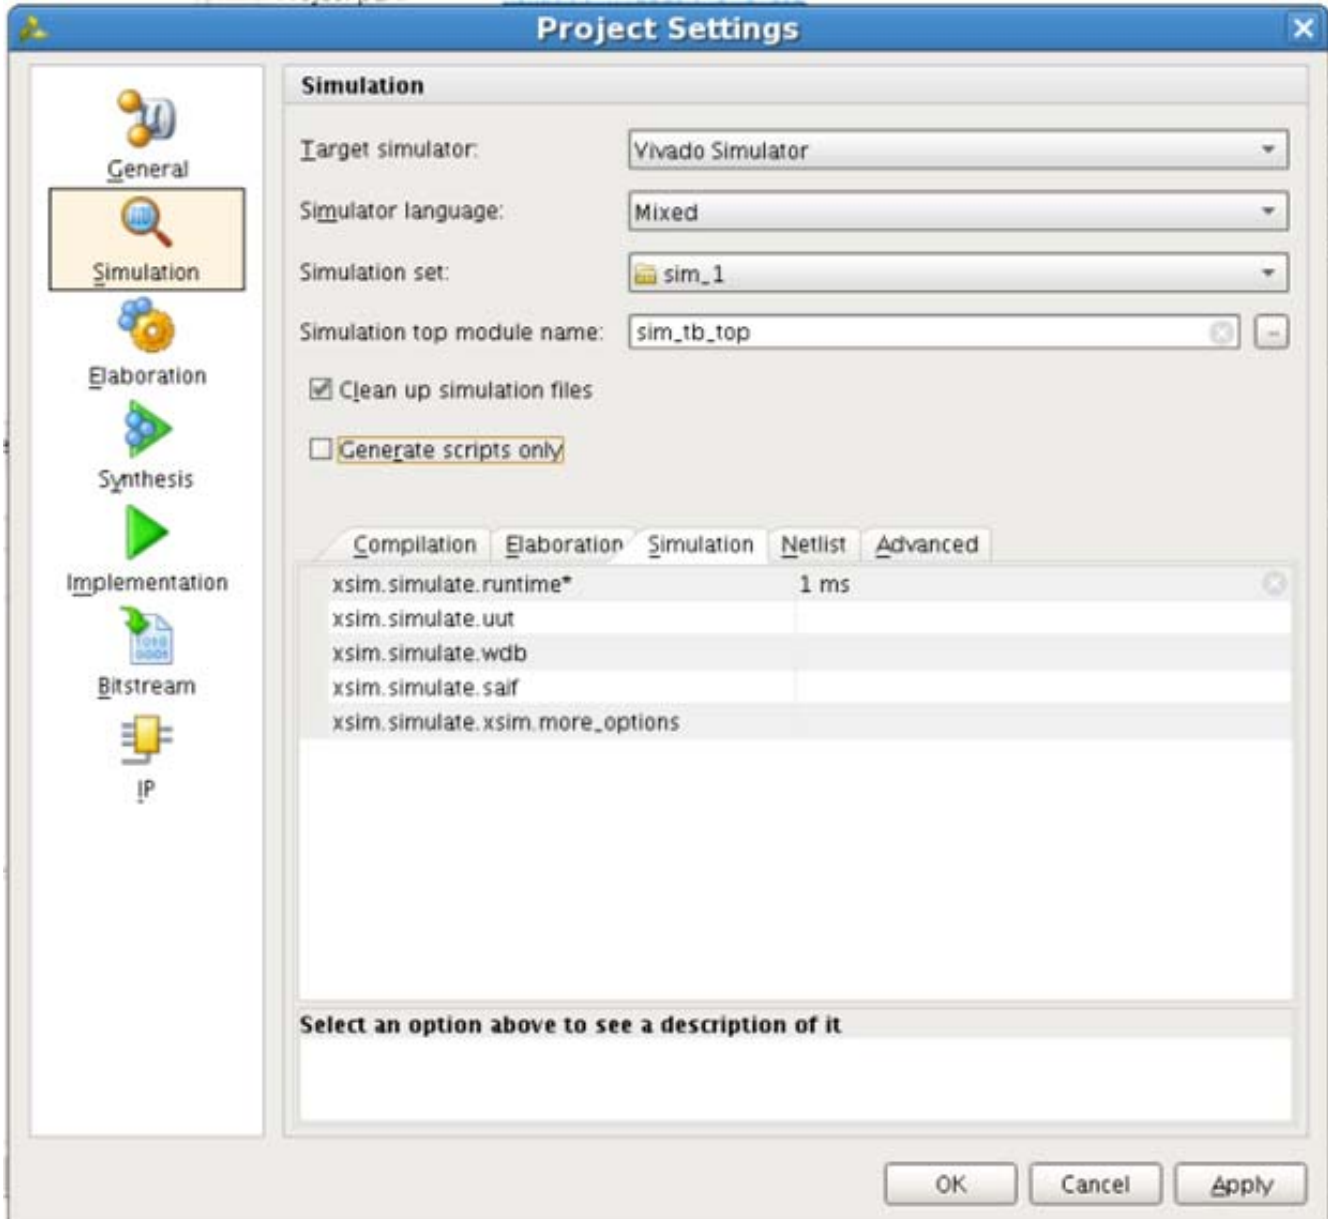 Project Settings
General
Simulation
Elaboration
Synthesis
Implementation
Bitstream
IP
Simulation
Target simulator: Vivado Simulator
Simulator language: Mixed
Simulation set: sim_1
Simulation top module name: sim_tb_top
Clean up simulation files
Generate scripts only
Compilation Elaboration Simulation Netlist Advanced
xsim.simulate.runtime* 1 ms
xsim.simulate.uut
xsim.simulate.wdb
xsim.simulate.saif
xsim.simulate.xsim.more_options
Select an option above to see a description of it
OK Cancel Apply